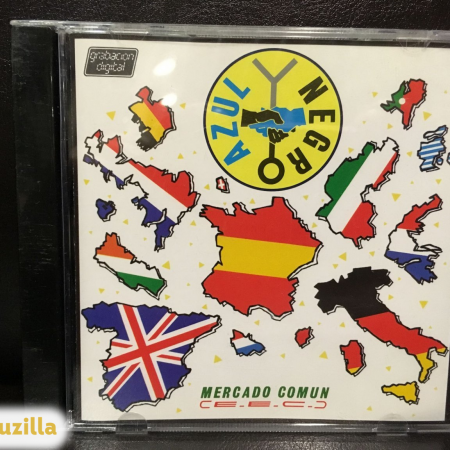 grabacion
digital
AZUL Y NEGRO
MERCADO COMUN
(E.E.C.)
uzilla